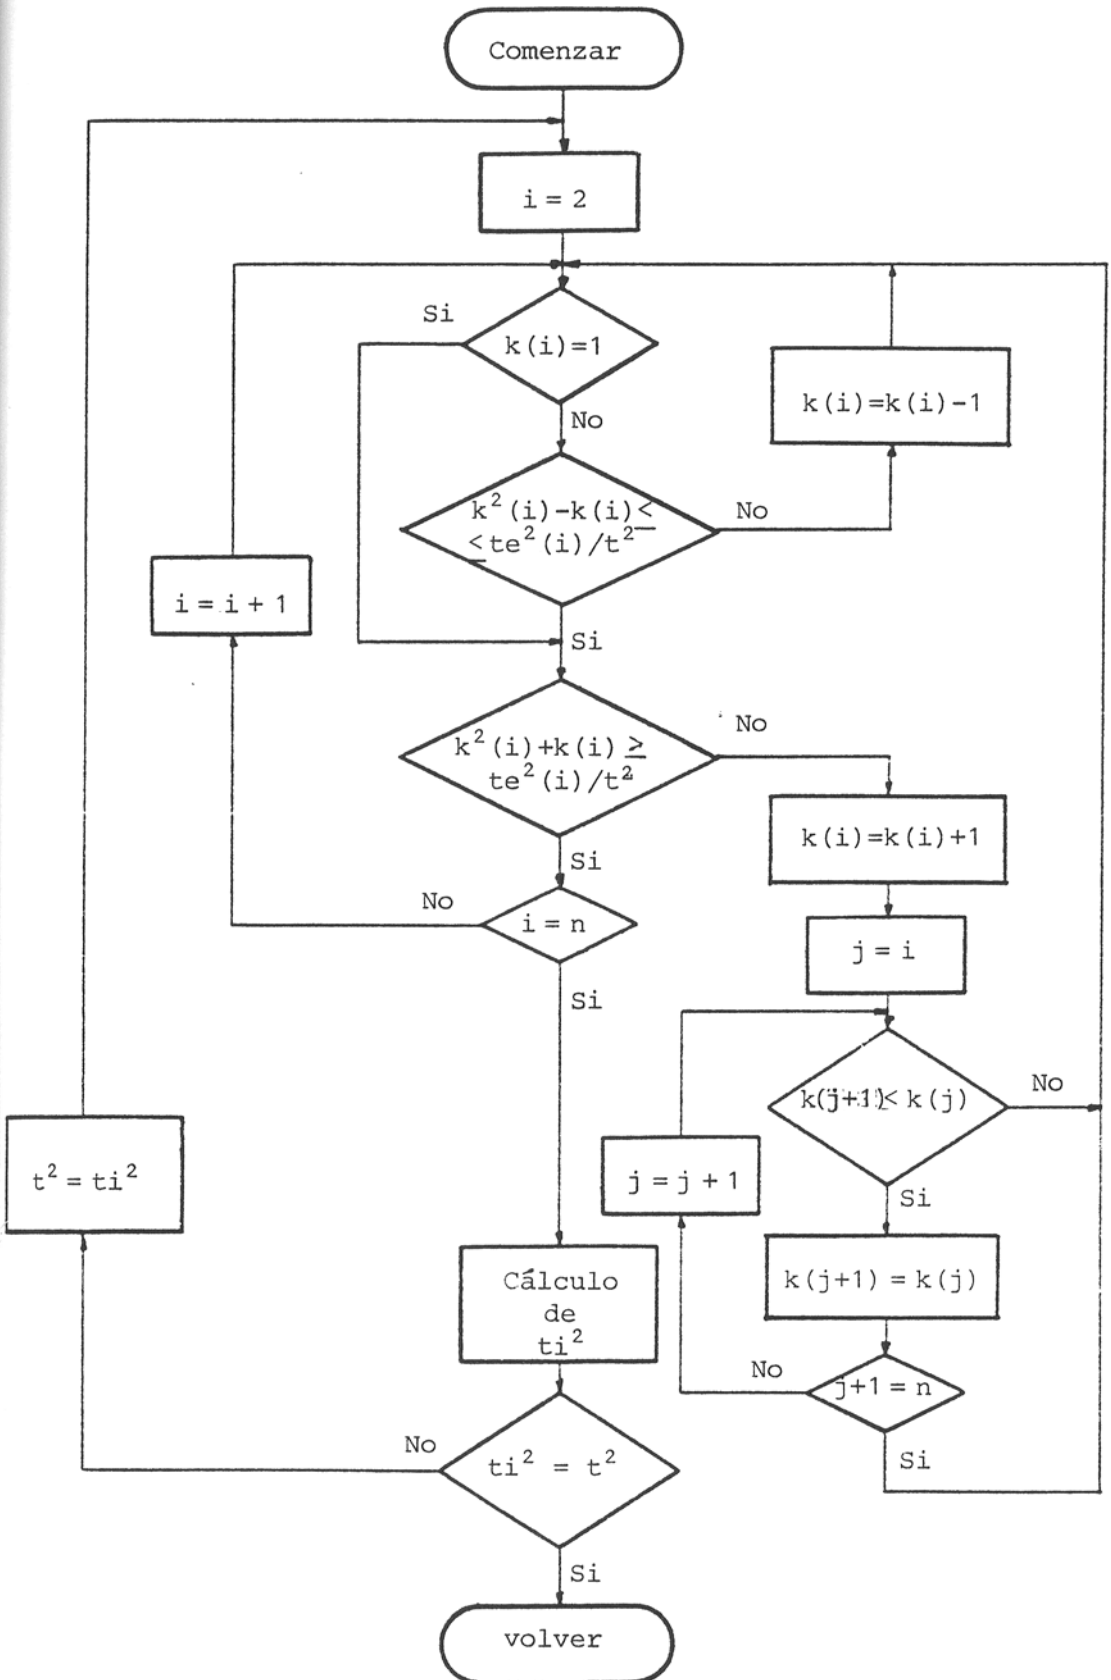 Comenzar
i = 2
Si
k(i)=1
No
k(i)=k(i)-1
k²(i)-k(i)≤
≤te²(i)/t²
No
i = i + 1
Si
k²(i)+k(i) ≥
te²(i)/t²
No
k(i)=k(i)+1
Si
No
i = n
j = i
Si
k(j+1)< k(j)
No
t² = ti²
j = j + 1
Si
Cálculo
de
ti²
k(j+1) = k(j)
No
j+1 = n
Si
No
ti² = t²
Si
volver